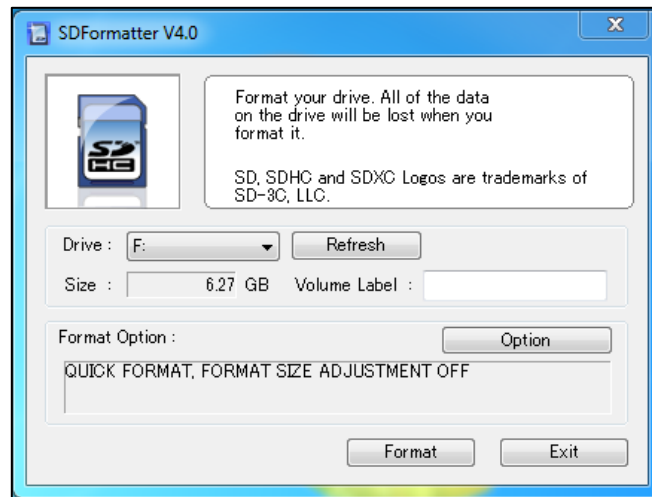 SDFormatter V4.0
X
SD
HC
Format your drive. All of the data
on the drive will be lost when you
format it.
SD, SDHC and SDXC Logos are trademarks of
SD-3C, LLC.
Drive : F: Refresh
Size : 6.27 GB Volume Label :
Format Option :
Option
QUICK FORMAT, FORMAT SIZE ADJUSTMENT OFF
Format Exit